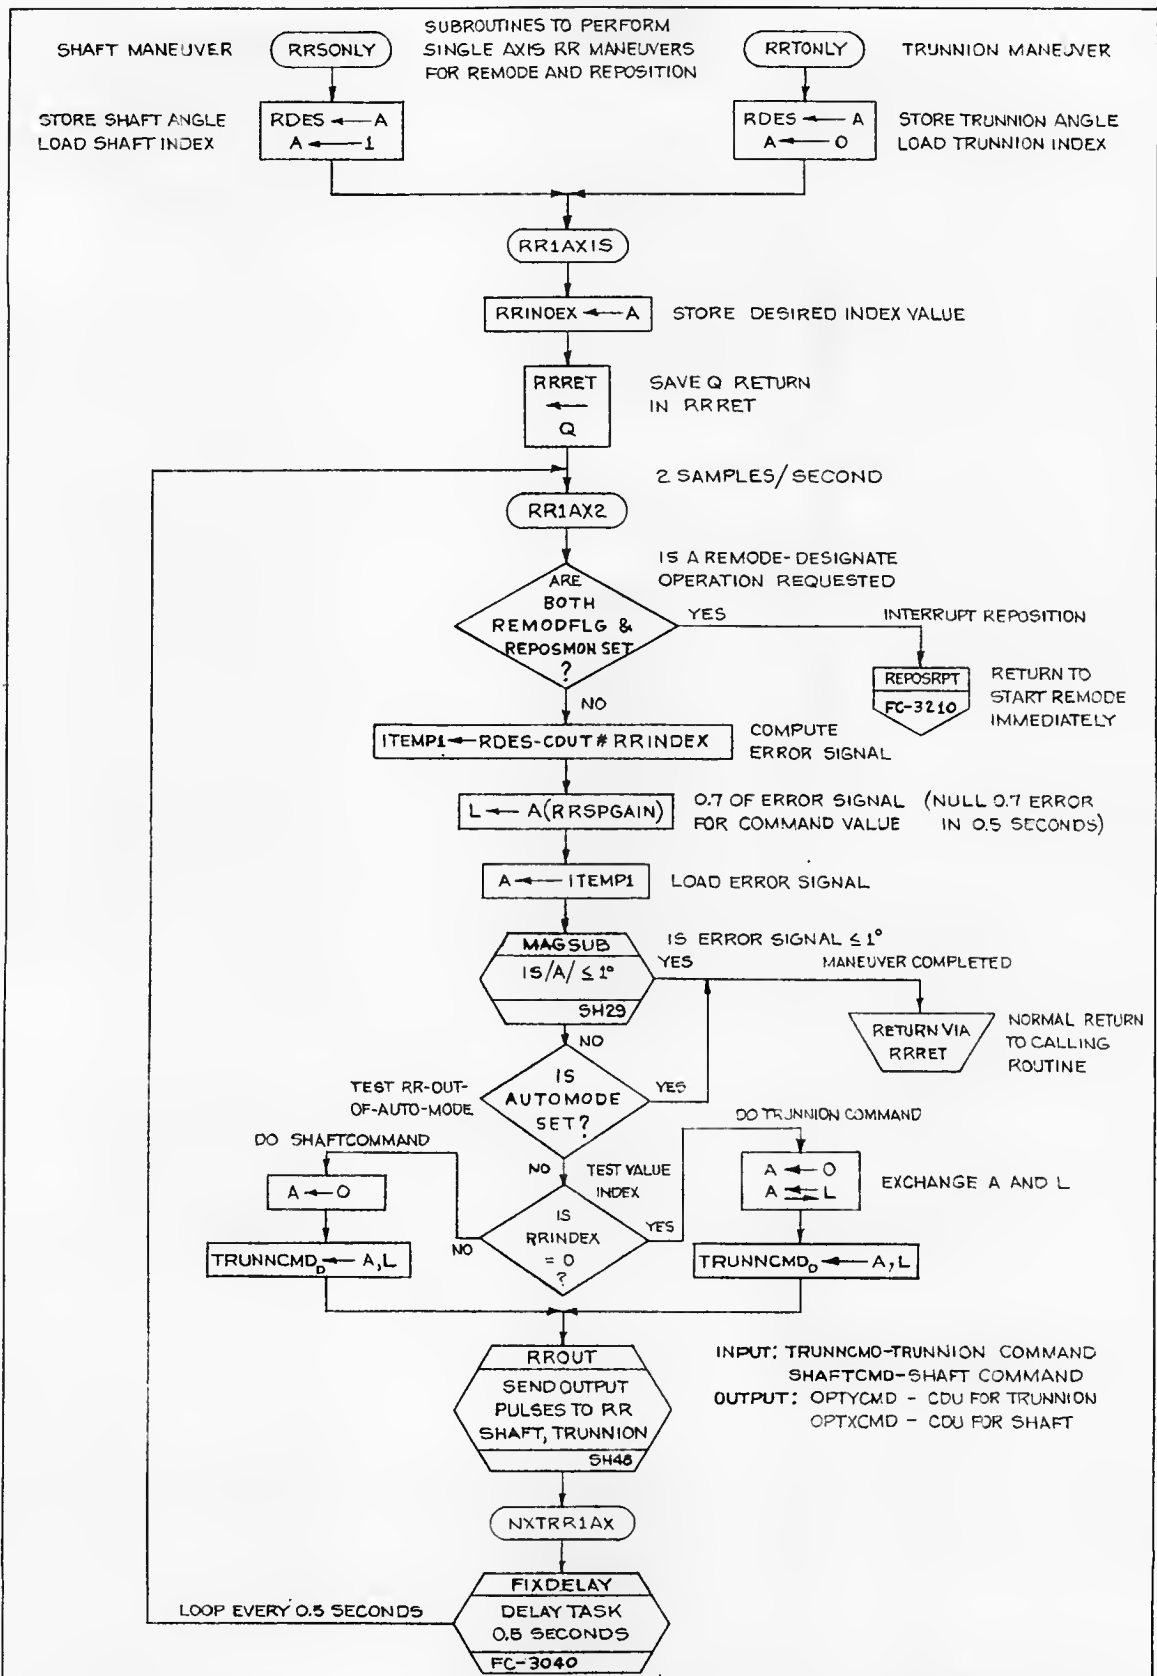 SUBROUTINES TO PERFORM
SINGLE AXIS RR MANEUVERS
FOR REMODE AND REPOSITION
SHAFT MANEUVER
RRSONLY
RRTONLY
TRUNNION MANEUVER
STORE SHAFT ANGLE
LOAD SHAFT INDEX
RDES ← A
A ← 1
RDES ← A
A ← 0
STORE TRUNNION ANGLE
LOAD TRUNNION INDEX
RR1AXIS
RRINDEX ← A
STORE DESIRED INDEX VALUE
RRRET
←
Q
SAVE Q RETURN
IN RRRET
2 SAMPLES/SECOND
RR1AX2
IS A REMODE-DESIGNATE
OPERATION REQUESTED
ARE
BOTH
REMODFLG &
REPOSMON SET
?
YES
INTERRUPT REPOSITION
REPOSRPT
FC-3210
RETURN TO
START REMODE
IMMEDIATELY
NO
ITEMP1 ← RDES-CDUT # RRINDEX
COMPUTE
ERROR SIGNAL
L ← A(RRSPGAIN)
0.7 OF ERROR SIGNAL (NULL 0.7 ERROR
FOR COMMAND VALUE IN 0.5 SECONDS)
A ← ITEMP1
LOAD ERROR SIGNAL
MAGSUB
IS /A/ ≤ 1°
SH29
IS ERROR SIGNAL ≤ 1°
YES
MANEUVER COMPLETED
RETURN VIA
RRRET
NORMAL RETURN
TO CALLING
ROUTINE
NO
TEST RR-OUT-
OF-AUTO-MODE
IS
AUTOMODE
SET?
YES
DO TRUNNION COMMAND
DO SHAFTCOMMAND
NO
TEST VALUE
INDEX
A ← 0
IS
RRINDEX
= 0
?
NO
YES
A ← 0
A ⇄ L
EXCHANGE A AND L
TRUNNCMD D ← A, L
TRUNNCMD D ← A, L
RROUT
SEND OUTPUT
PULSES TO RR
SHAFT, TRUNNION
SH48
INPUT: TRUNNCMD-TRUNNION COMMAND
SHAFTCMD-SHAFT COMMAND
OUTPUT: OPTYCMD - CDU FOR TRUNNION
OPTXCMD - CDU FOR SHAFT
NXTRR1AX
LOOP EVERY 0.5 SECONDS
FIXDELAY
DELAY TASK
0.5 SECONDS
FC-3040